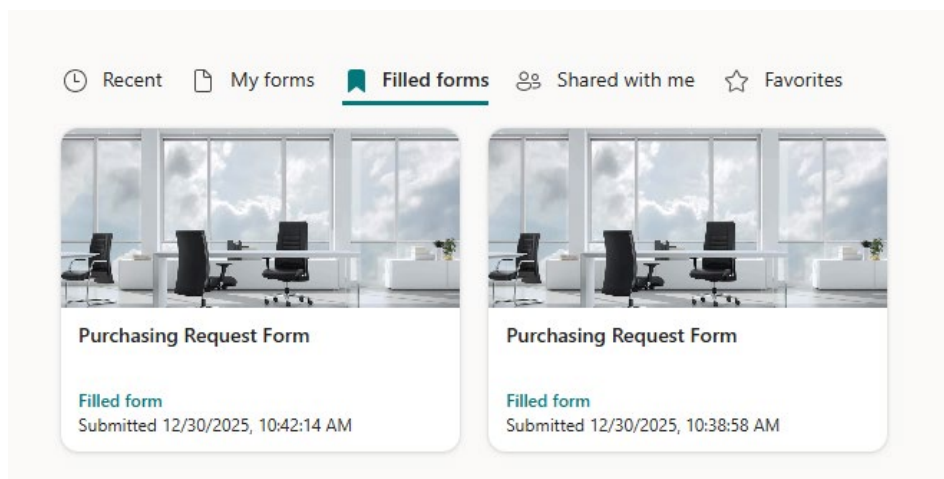 Recent My forms Filled forms Shared with me Favorites
Purchasing Request Form
Filled form
Submitted 12/30/2025, 10:42:14 AM
Purchasing Request Form
Filled form
Submitted 12/30/2025, 10:38:58 AM